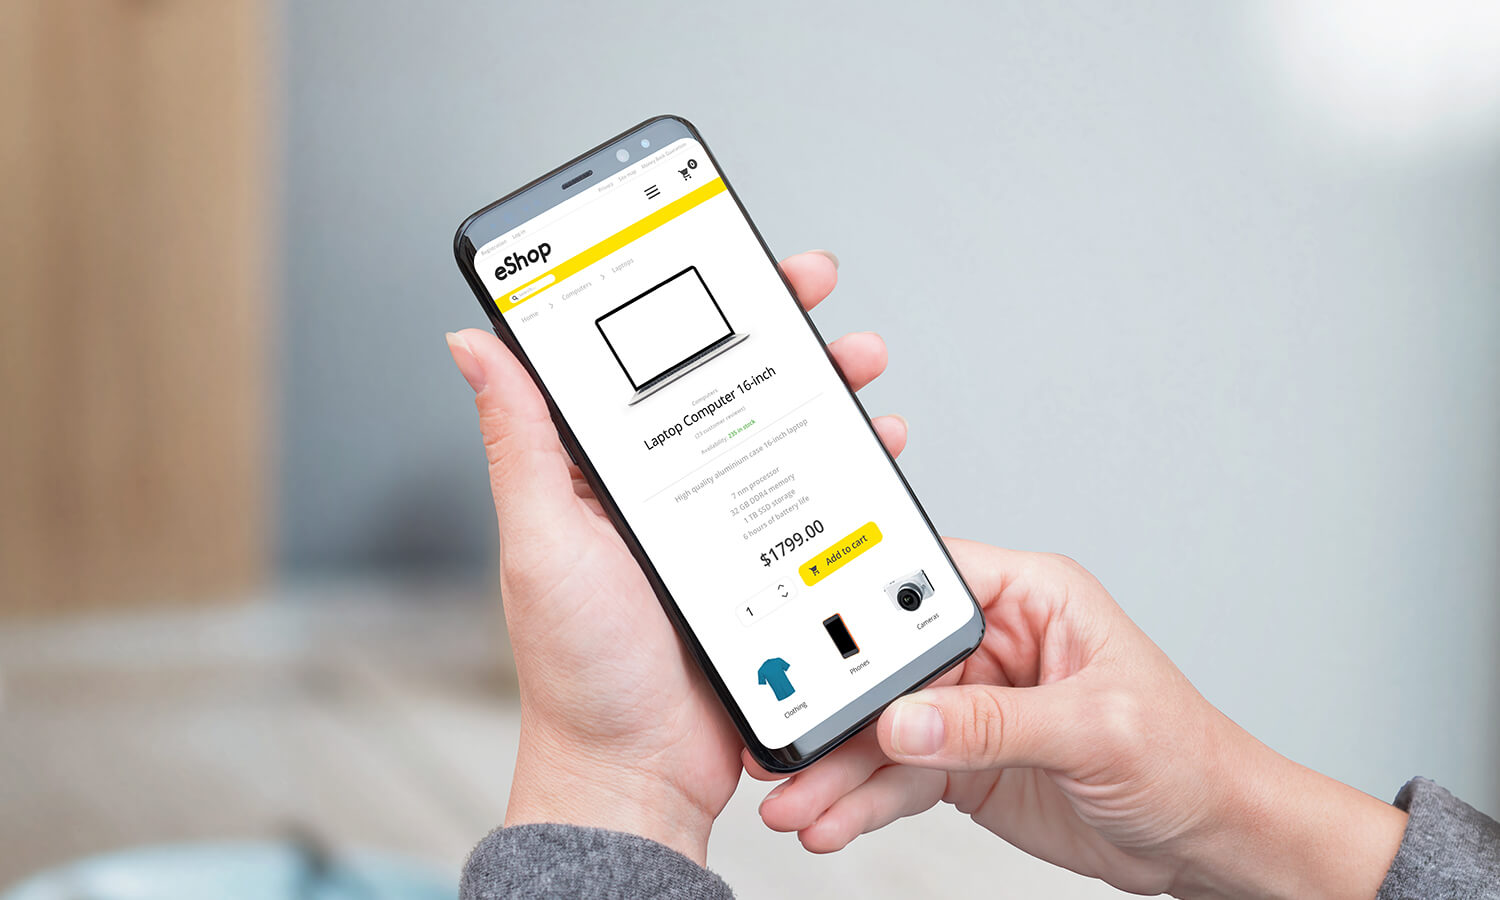 Privacy Site map Money Back Guarantee
Registration Log in
0
eShop
Search...
Home > Computers > Laptops
Computers
Laptop Computer 16-inch
(23 customer reviews)
Availability: 235 in stock
High quality aluminium case 16-inch laptop
7 nm processor
32 GB DDR4 memory
1 TB SSD storage
6 hours of battery life
$1799.00
1
Add to cart
Clothing
Phones
Cameras